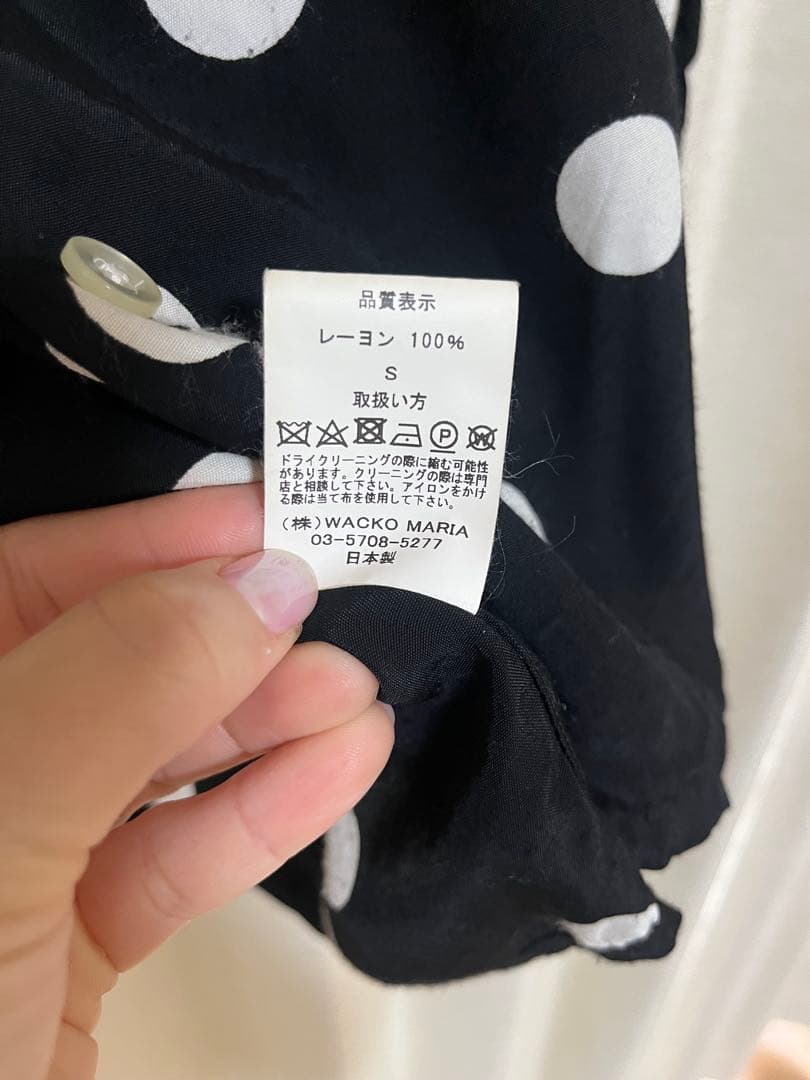 品質表示
レーヨン 100%
S
取扱い方
P W
ドライクリーニングの際に縮む可能性
があります。クリーニングの際は専門
店と相談して下さい。アイロンをかけ
る際は当て布を使用して下さい。
(株)WACKO MARIA
03-5708-5277
日本製